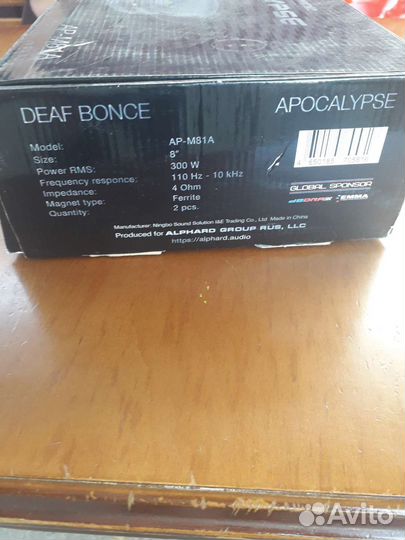 DEAF BONCE APOCALYPSE
Model: AP-M81A
Size: 8"
Power RMS: 300 W
Frequency responce: 110 Hz - 10 kHz
Impedance: 4 Ohm
Magnet type: Ferrite
Quantity: 2 pcs.
GLOBAL SPONSOR
EMMA
Manufacturer: Ningbo Sound Solution I&E Trading Co., Ltd Made in China
Produced for ALPHARD GROUP RUS, LLC
https://alphard.audio
Avito